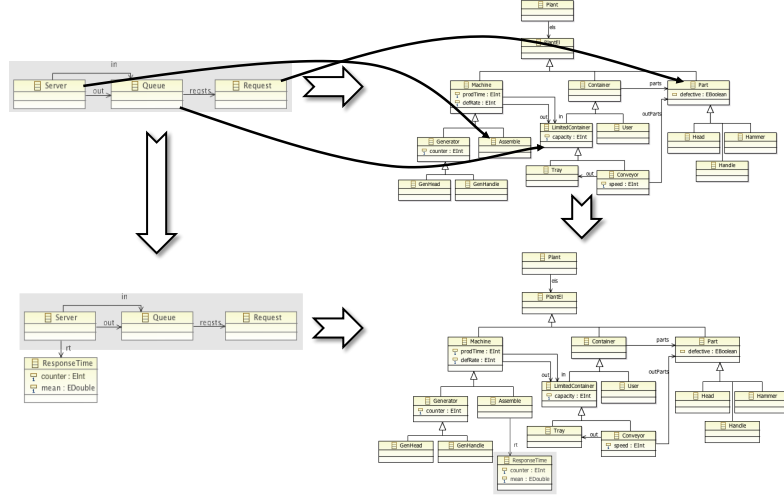 in
Server
Queue
Request
out
reqsts
Plant
els
PlantEl
Machine
prodTime : EInt
defRate : EInt
Container
parts
Part
defective : EBoolean
out
in
outParts
Generator
counter : EInt
Assemble
LimitedContainer
capacity : EInt
User
Head
Hammer
GenHead
GenHandle
Tray
out
Conveyor
speed : EInt
Handle
in
Server
Queue
Request
out
reqsts
rt
ResponseTime
counter : EInt
mean : EDouble
Plant
els
PlantEl
Machine
prodTime : EInt
defRate : EInt
Container
parts
Part
defective : EBoolean
out
in
outParts
Generator
counter : EInt
Assemble
LimitedContainer
capacity : EInt
User
Head
Hammer
GenHead
GenHandle
rt
Tray
out
Conveyor
speed : EInt
Handle
ResponseTime
counter : EInt
mean : EDouble